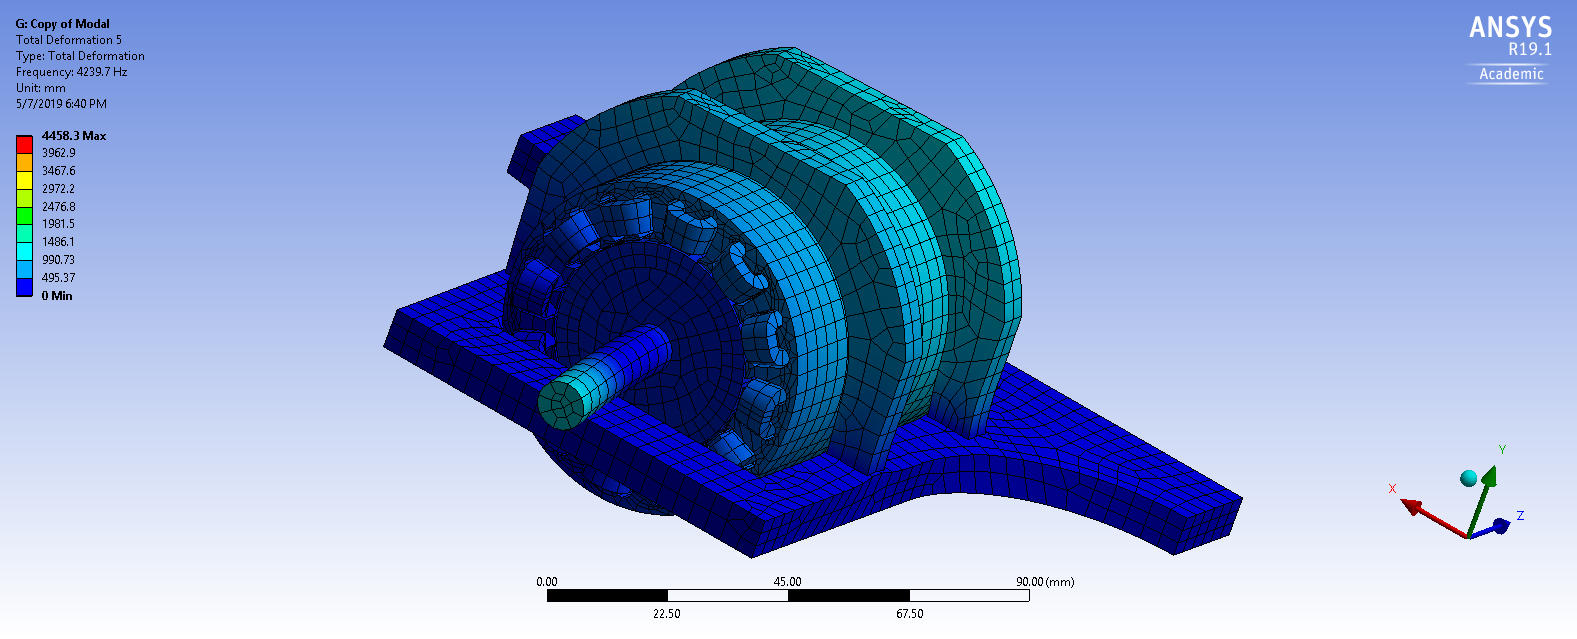 G: Copy of Modal
Total Deformation 5
Type: Total Deformation
Frequency: 4239.7 Hz
Unit: mm
5/7/2019 6:40 PM
4458.3 Max
3962.9
3467.6
2972.2
2476.8
1981.5
1486.1
990.73
495.37
0 Min
ANSYS
R19.1
Academic
Y
X
Z
0.00 45.00 90.00 (mm)
22.50 67.50